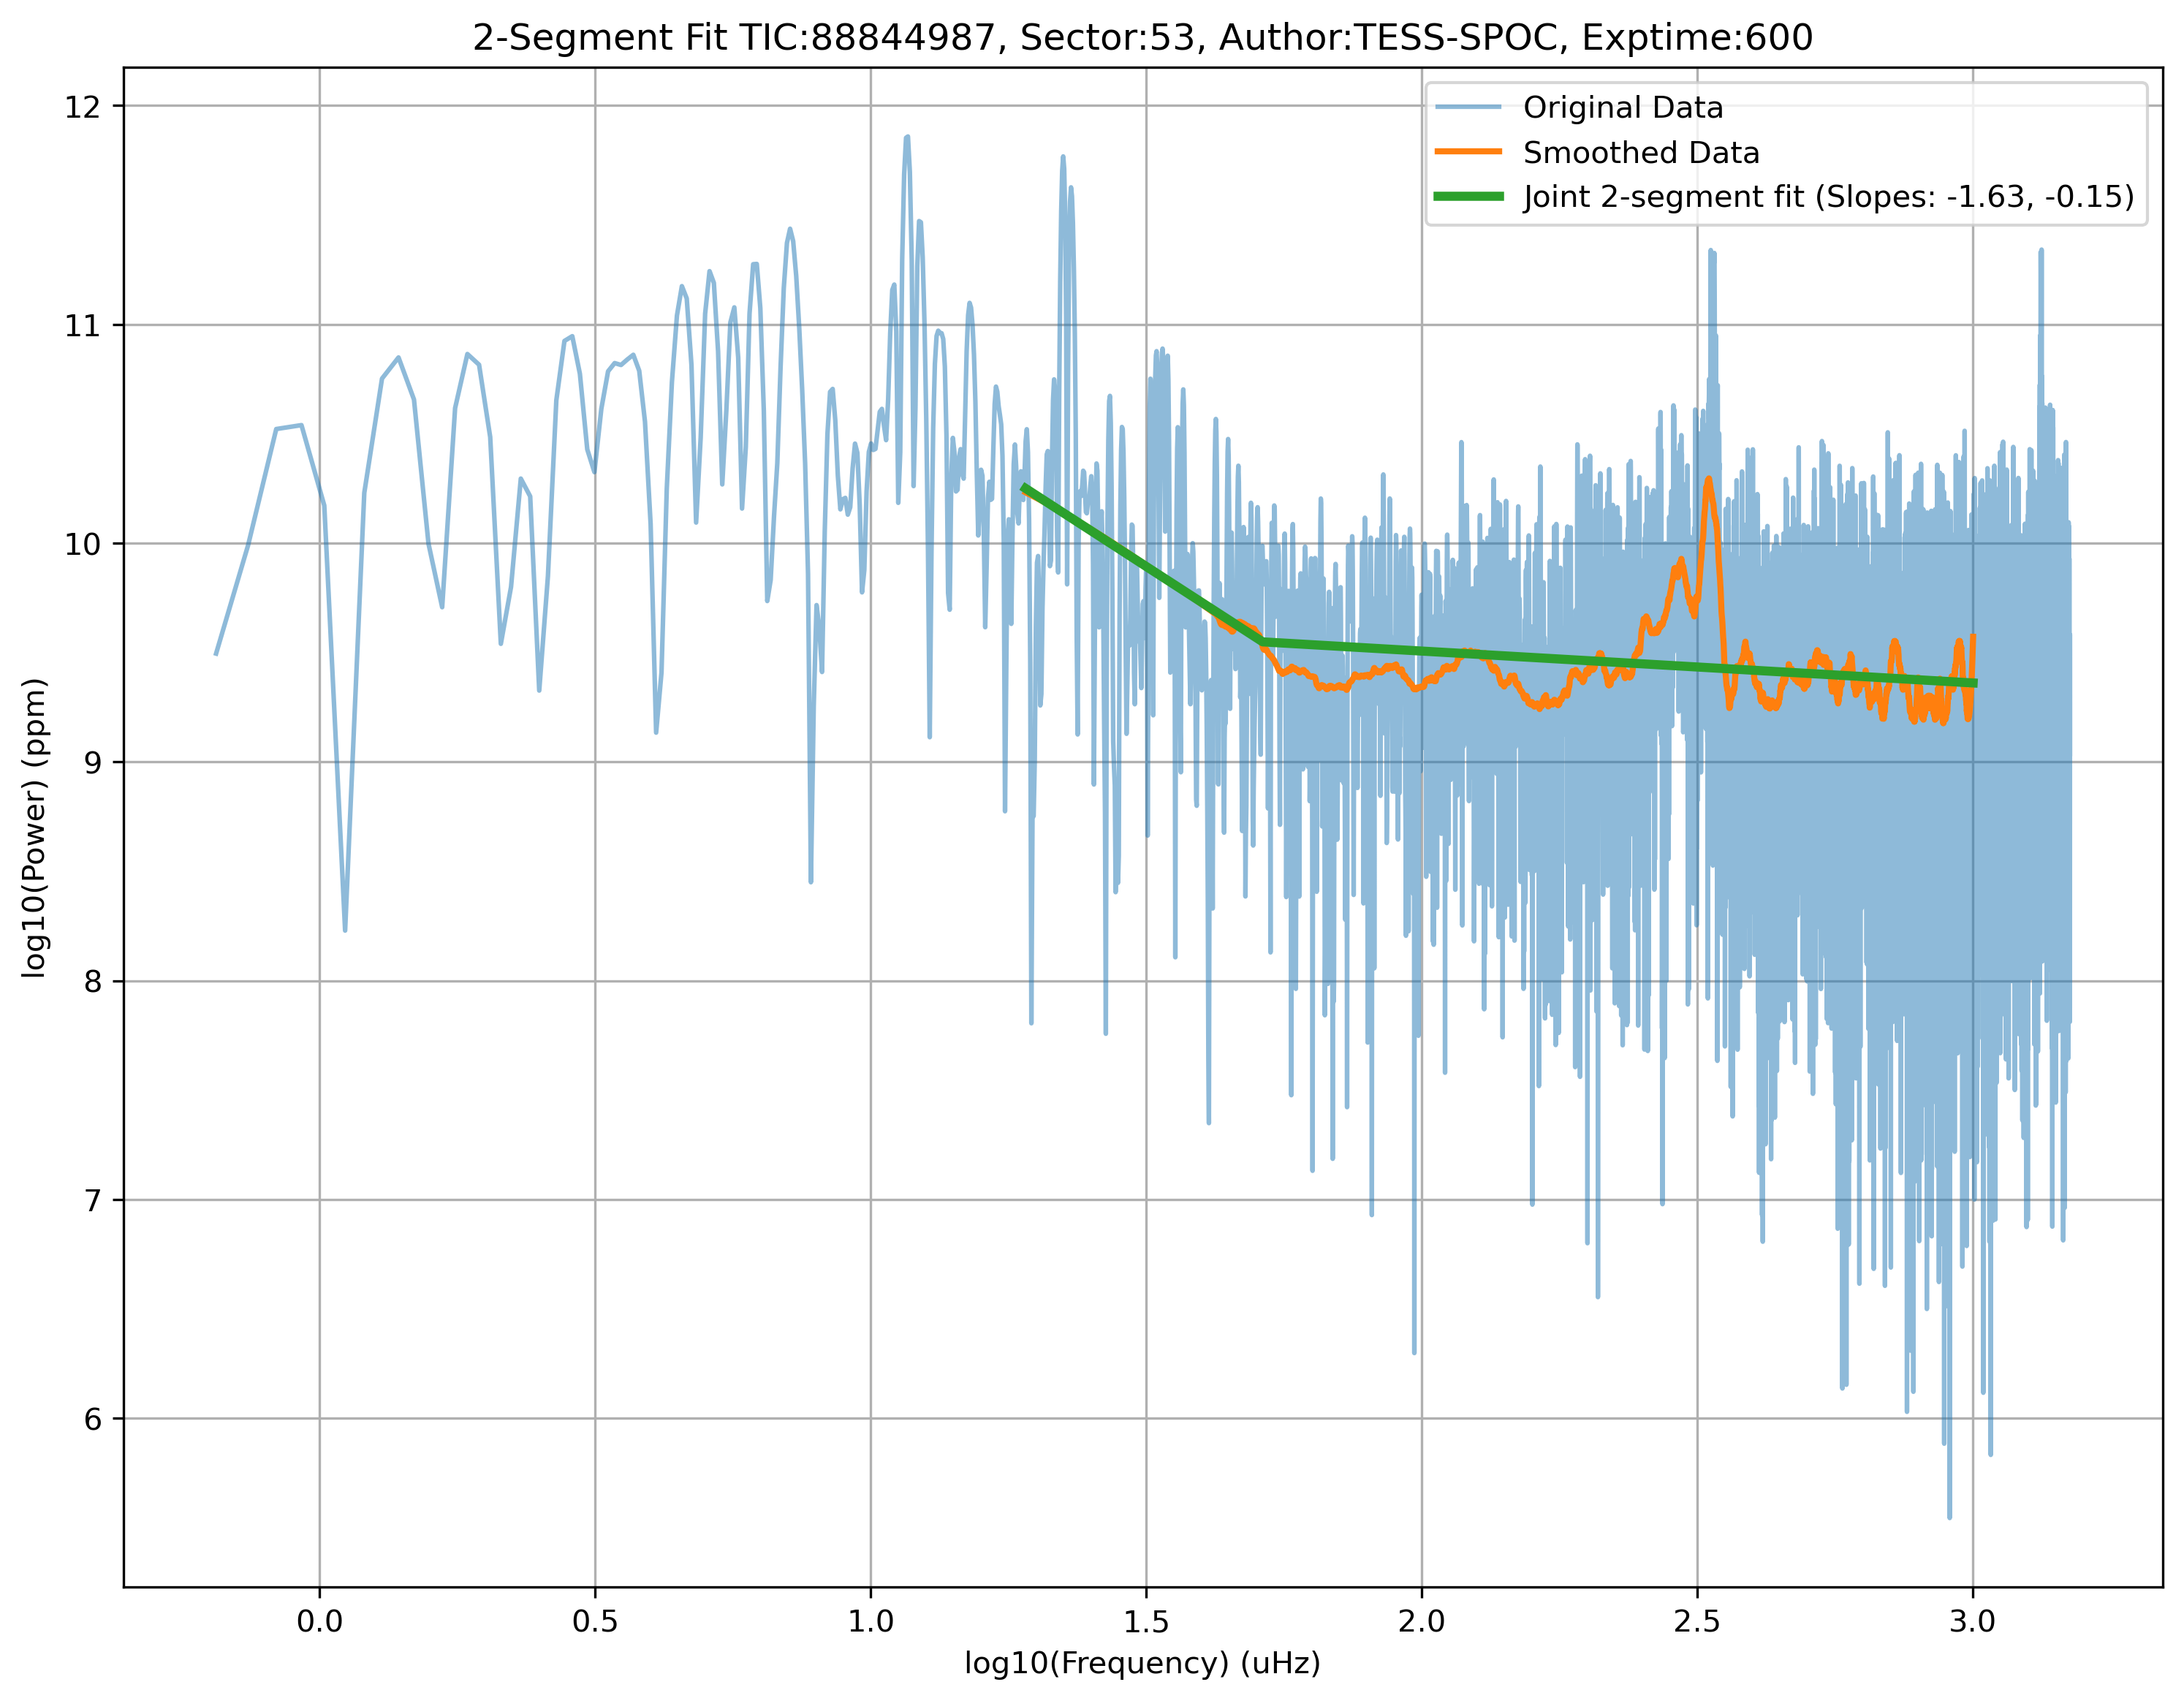 2-Segment Fit TIC:88844987, Sector:53, Author:TESS-SPOC, Exptime:600
Original Data
Smoothed Data
Joint 2-segment fit (Slopes: -1.63, -0.15)
12
11
10
9
8
7
6
log10(Power) (ppm)
0.0 0.5 1.0 1.5 2.0 2.5 3.0
log10(Frequency) (uHz)